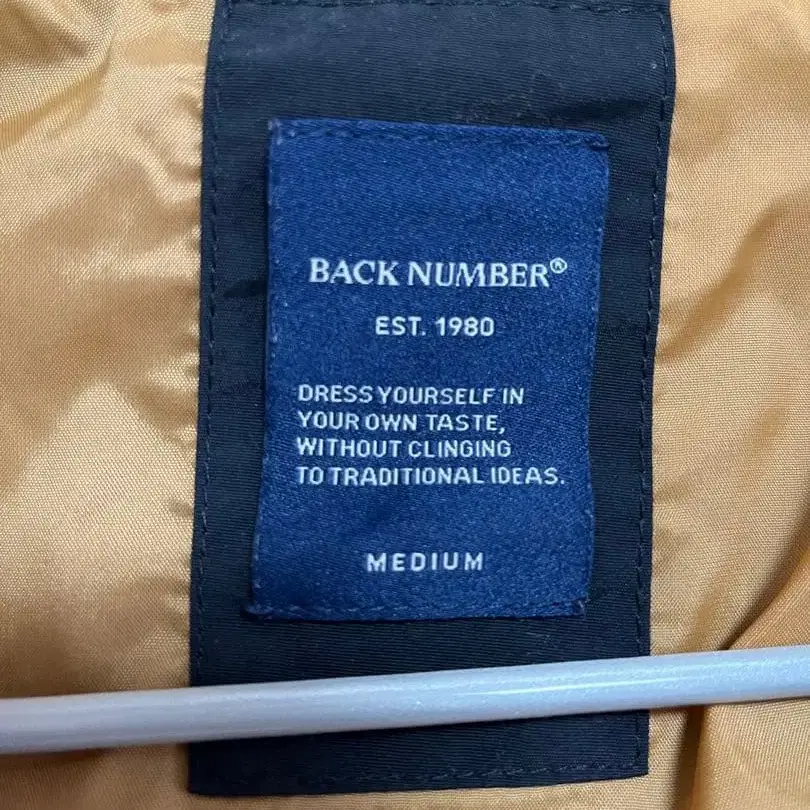 BACK NUMBER®
EST. 1980
DRESS YOURSELF IN
YOUR OWN TASTE,
WITHOUT CLINGING
TO TRADITIONAL IDEAS.
MEDIUM